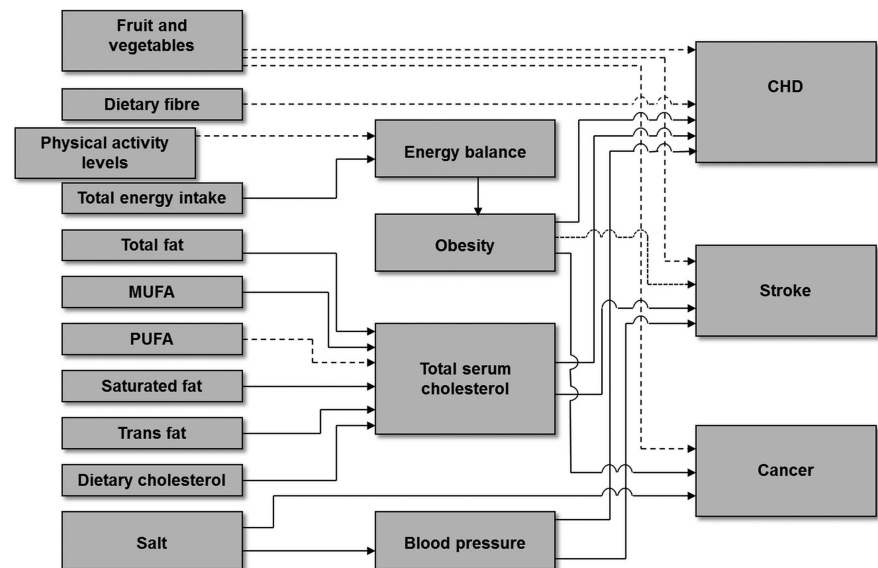 Fruit and
vegetables
Dietary fibre
Physical activity
levels
Total energy intake
Total fat
MUFA
PUFA
Saturated fat
Trans fat
Dietary cholesterol
Salt
Energy balance
Obesity
Total serum
cholesterol
Blood pressure
CHD
Stroke
Cancer